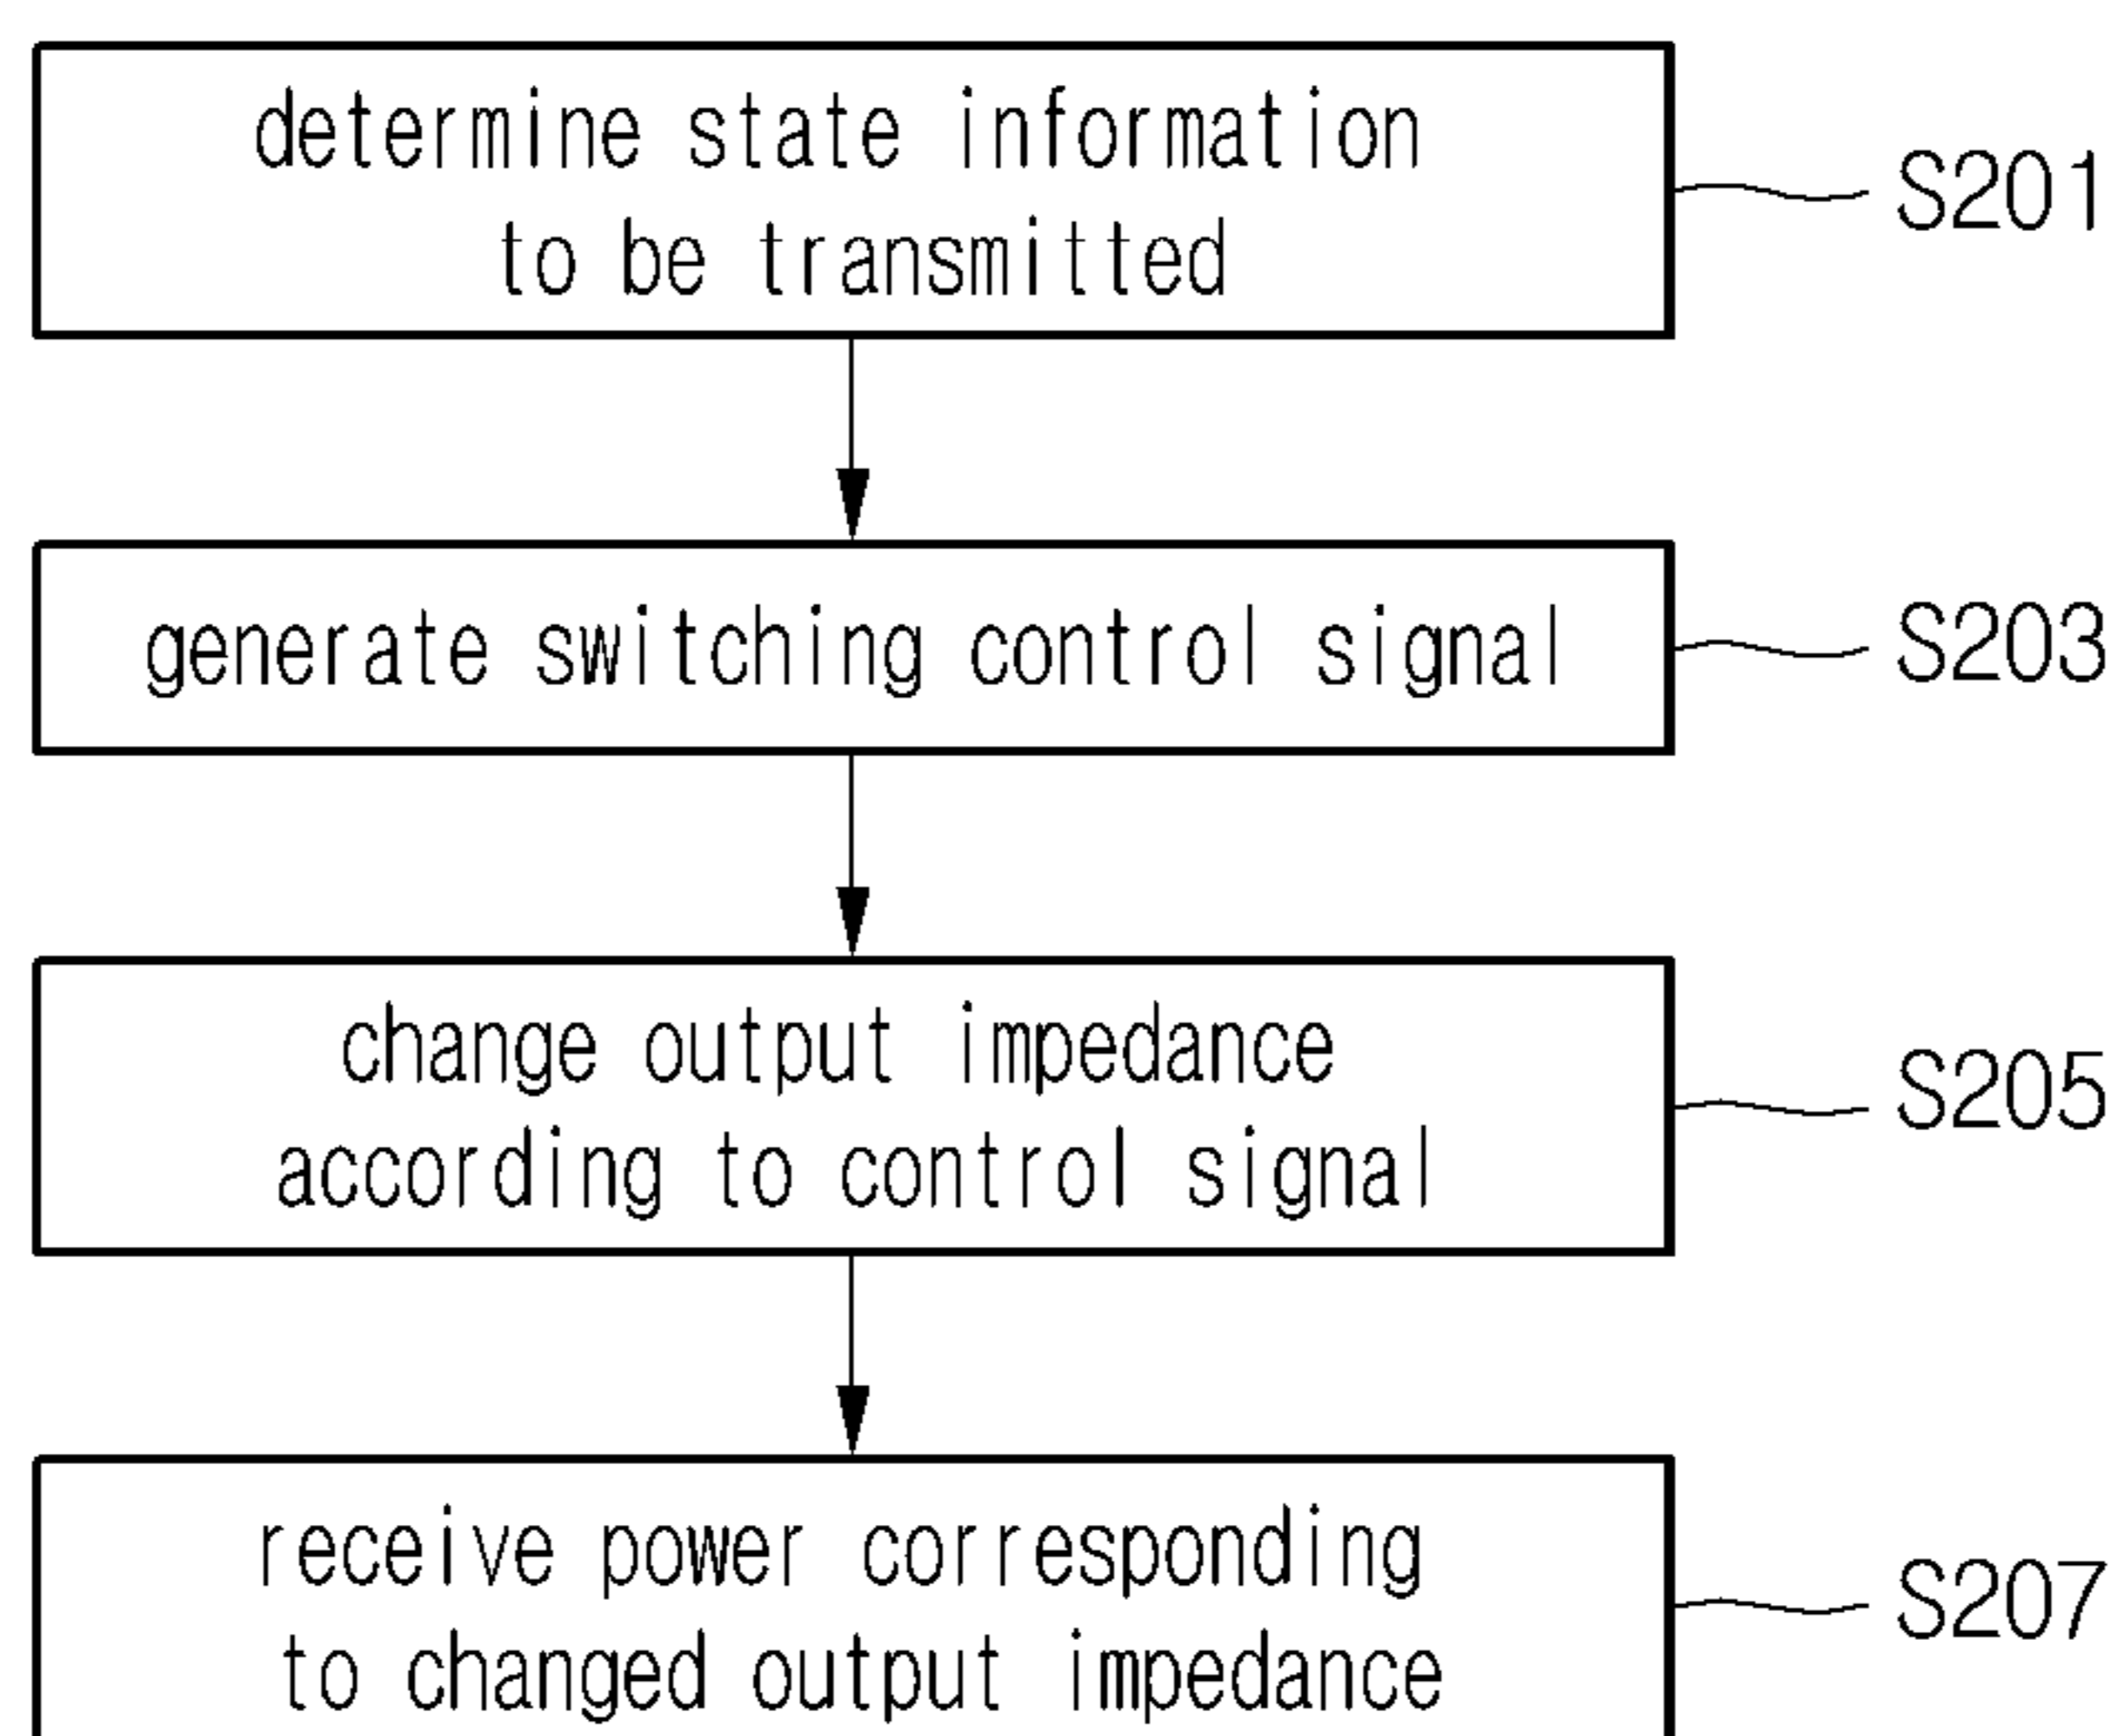 determine state information
to be transmitted
S201
generate switching control signal
S203
change output impedance
according to control signal
S205
receive power corresponding
to changed output impedance
S207